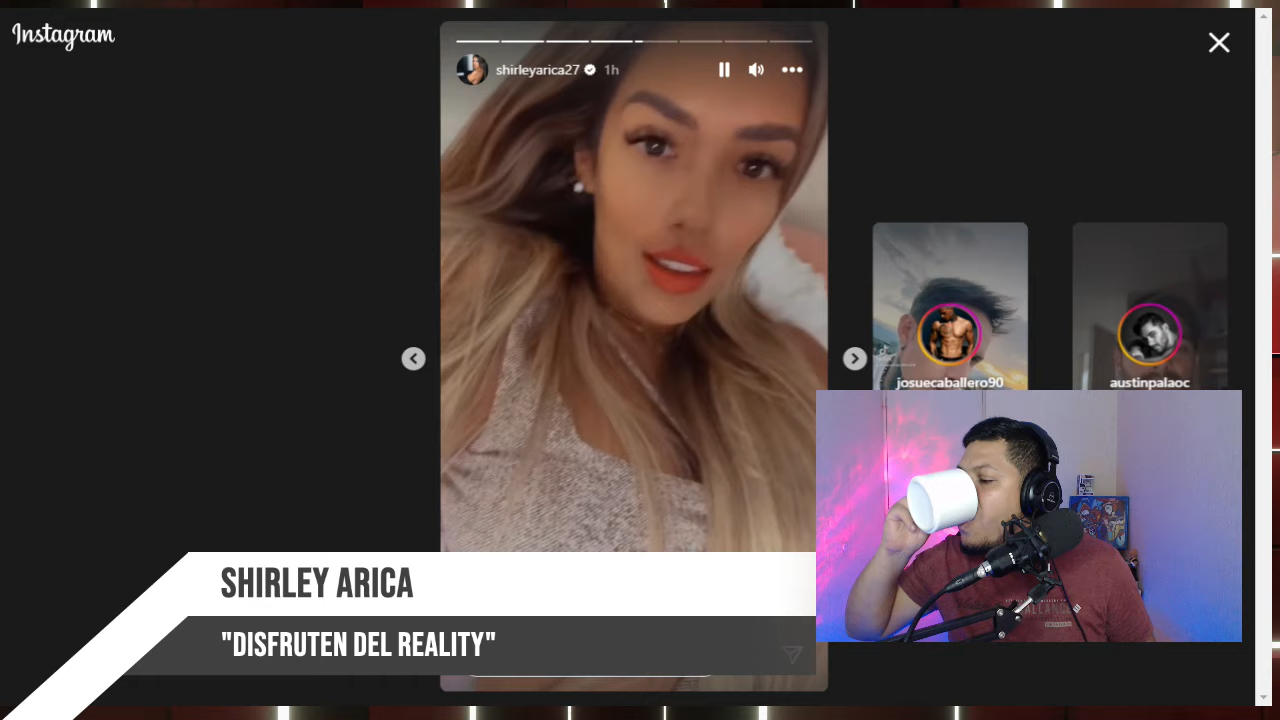 Instagram
shirleyarica27 1h
josuecaballero90
austinpalaoc
SHIRLEY ARICA
"DISFRUTEN DEL REALITY"